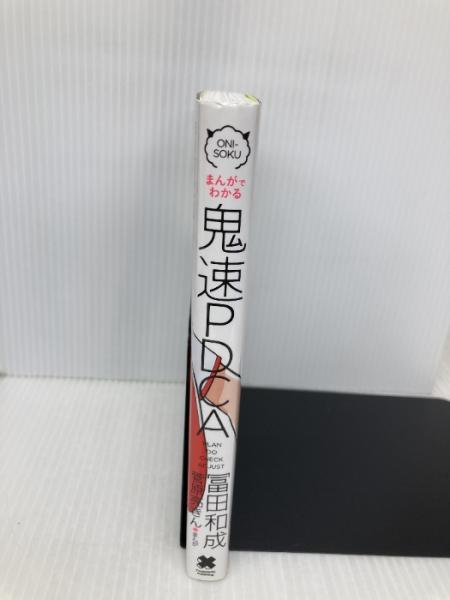 ONI-
SOKU
まんがで
わかる
鬼速PDCA
PLAN
DO
CHECK
ADJUST
冨田和成